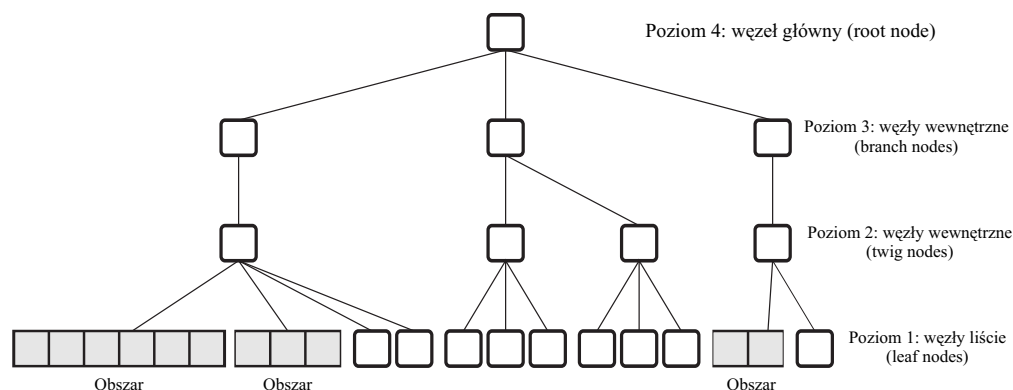 Poziom 4: węzeł główny (root node)
Poziom 3: węzły wewnętrzne
(branch nodes)
Poziom 2: węzły wewnętrzne
(twig nodes)
Poziom 1: węzły liście
(leaf nodes)
Obszar
Obszar
Obszar